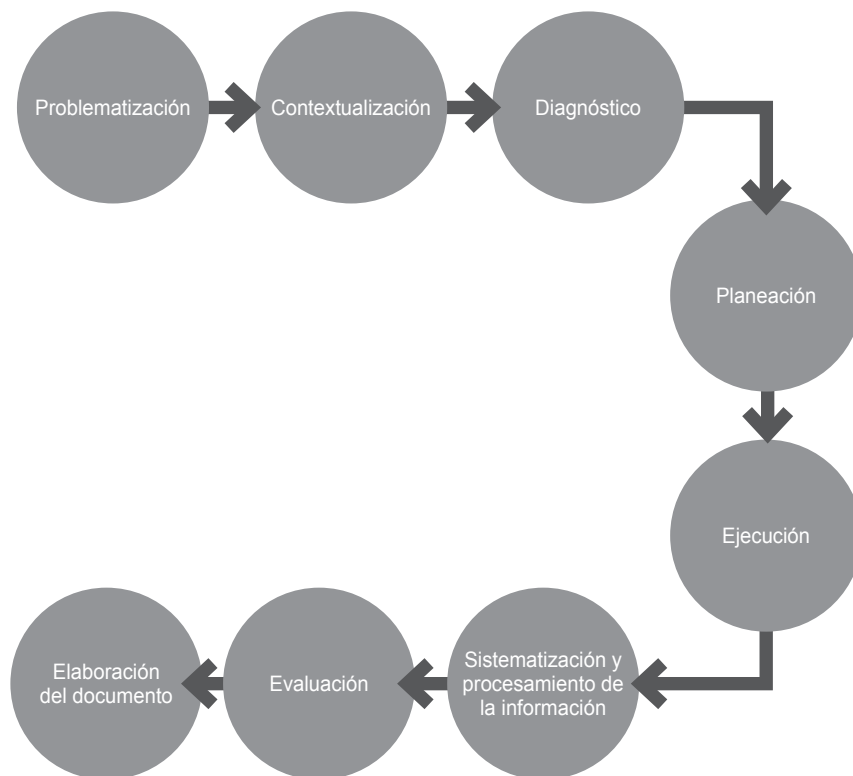 Problematización
Contextualización
Diagnóstico
Planeación
Ejecución
Sistematización y
procesamiento de
la información
Evaluación
Elaboración
del documento